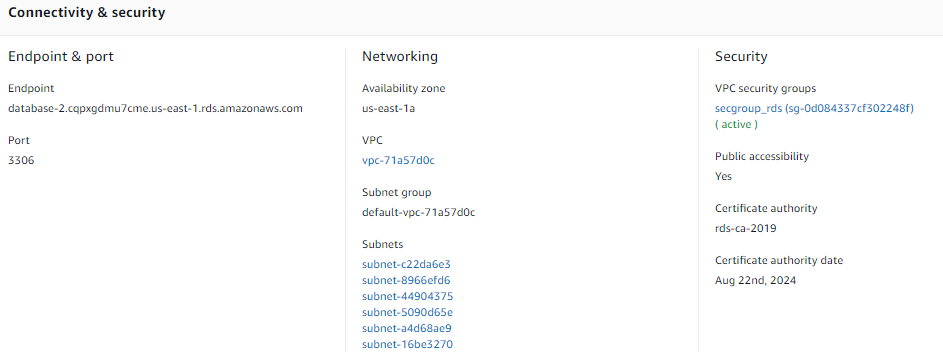 Connectivity & security
Endpoint & port
Endpoint
database-2.cqpxgdmu7cme.us-east-1.rds.amazonaws.com
Port
3306
Networking
Availability zone
us-east-1a
VPC
vpc-71a57d0c
Subnet group
default-vpc-71a57d0c
Subnets
subnet-c22da6e3
subnet-8966efd6
subnet-44904375
subnet-5090d65e
subnet-a4d68ae9
subnet-16be3270
Security
VPC security groups
secgroup_rds (sg-0d084337cf302248f)
( active )
Public accessibility
Yes
Certificate authority
rds-ca-2019
Certificate authority date
Aug 22nd, 2024